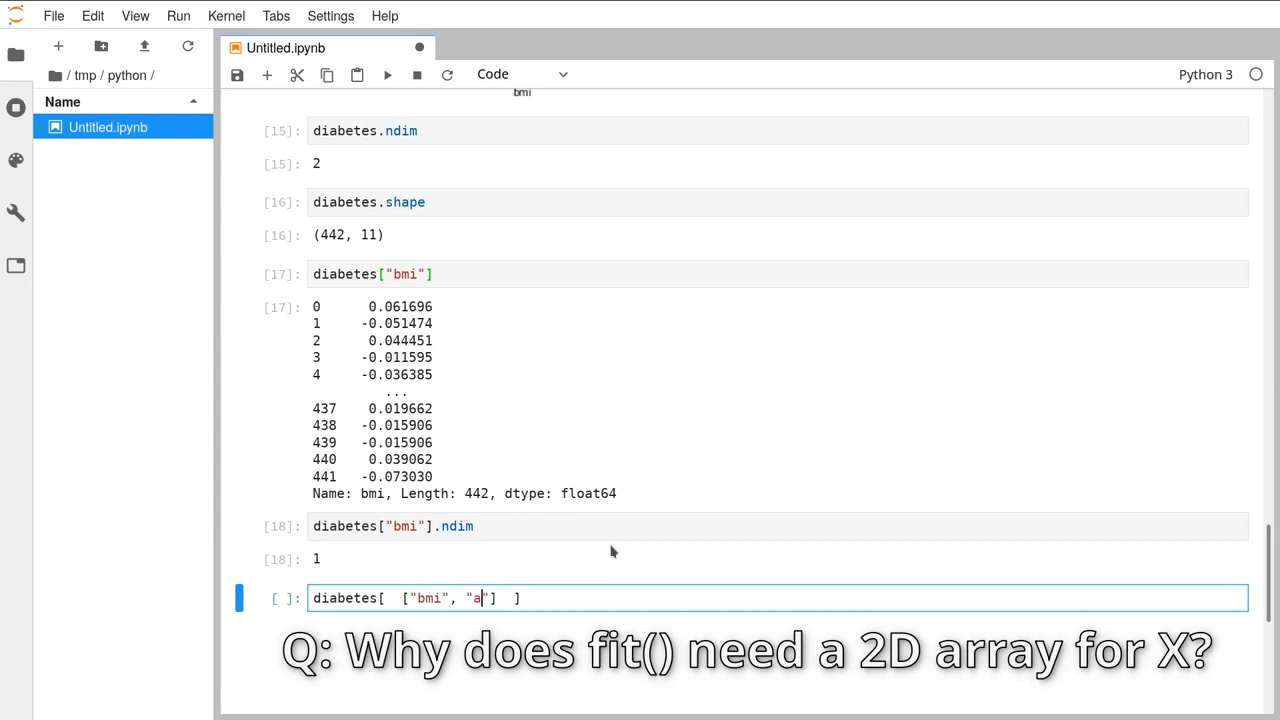 File Edit View Run Kernel Tabs Settings Help
Untitled.ipynb
/ tmp / python /
Code
Python 3
Name
Untitled.ipynb
bmi
[15]: diabetes.ndim
[15]: 2
[16]: diabetes.shape
[16]: (442, 11)
[17]: diabetes["bmi"]
[17]: 0 0.061696
1 -0.051474
2 0.044451
3 -0.011595
4 -0.036385
...
437 0.019662
438 -0.015906
439 -0.015906
440 0.039062
441 -0.073030
Name: bmi, Length: 442, dtype: float64
[18]: diabetes["bmi"].ndim
[18]: 1
[ ]: diabetes[ ["bmi", "a"] ]
Q: Why does fit() need a 2D array for X?